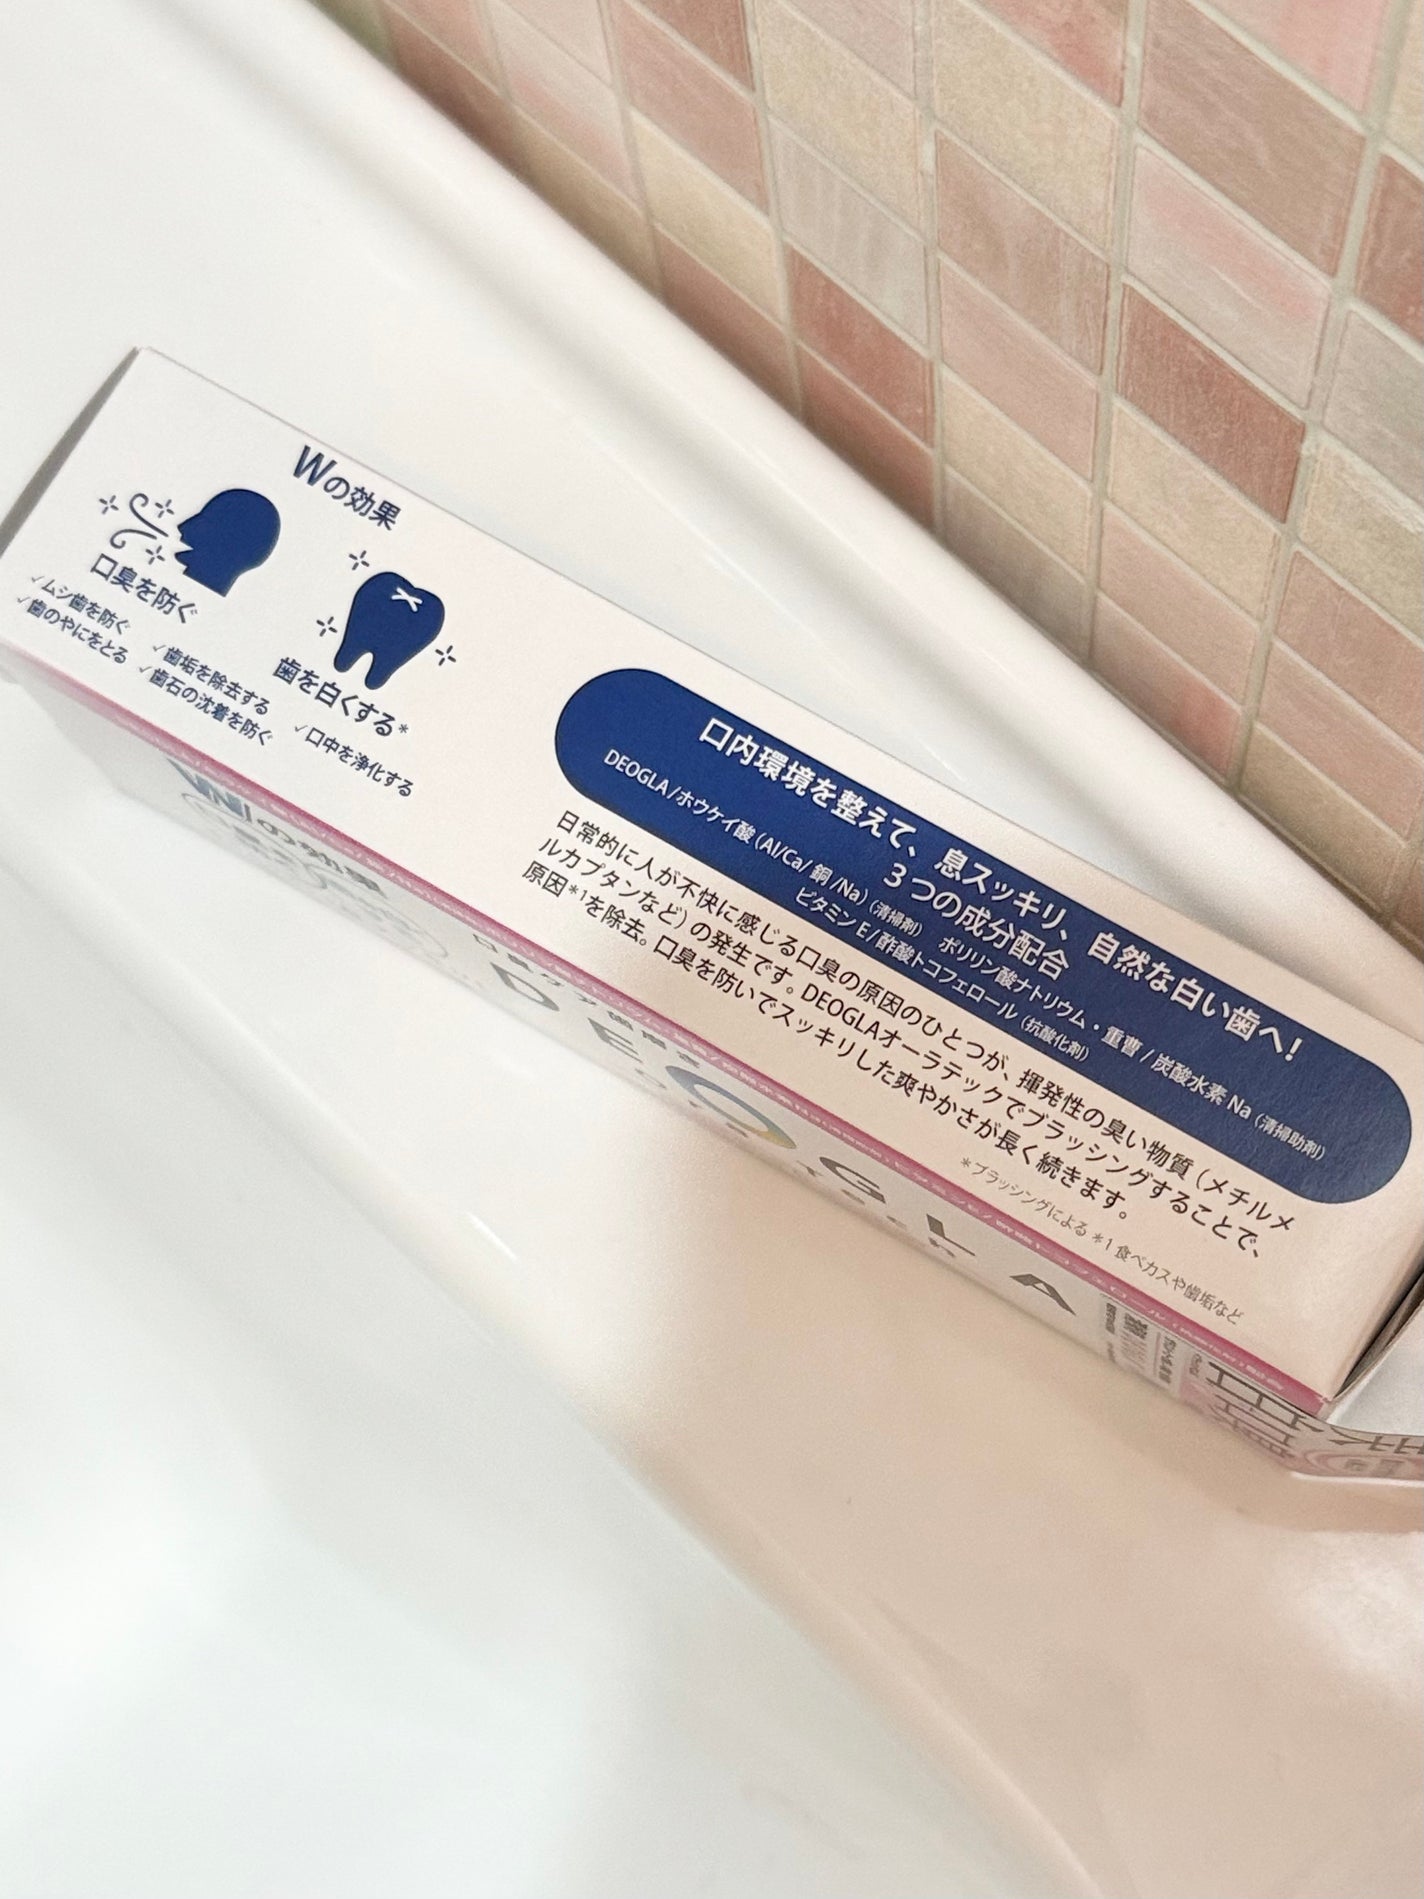 Wの効果
口臭を防ぐ
歯を白くする*
✓ムシ歯を防ぐ ✓歯垢を除去する ✓口中を浄化する
✓歯のやにをとる ✓歯石の沈着を防ぐ
口内環境を整えて、息スッキリ、自然な白い歯へ!
3つの成分配合
DEOGLA/ホウケイ酸(Al/Ca/銅/Na)(清掃剤) ポリリン酸ナトリウム・重曹/炭酸水素Na(清掃助剤)
ビタミンE/酢酸トコフェロール(抗酸化剤)
日常的に人が不快に感じる口臭の原因のひとつが、揮発性の臭い物質(メチルメ
ルカプタンなど)の発生です。DEOGLAオーラテックでブラッシングすることで、
原因*1を除去。口臭を防いでスッキリした爽やかさが長く続きます。
*ブラッシングによる *1 食べカスや歯垢など
Wの効果
DEOGLA